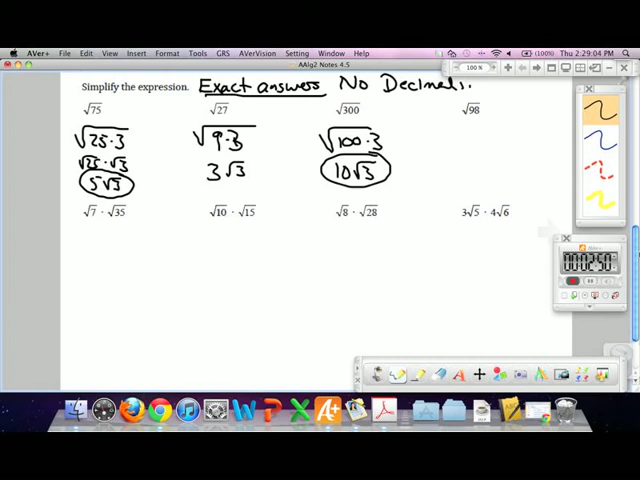 AVer+ File Edit View Insert Format Tools GRS AVerVision Setting Window Help (100%) Thu 2:29:04 PM
AAlg2 Notes 4.5
Simplify the expression. Exact answers No Decimals.
100%
√75 √27 √300 √98
√25·3 √9·3 √100·3
√25·√3 3√3 10√3
5√3
√7 · √35 √10 · √15 √8 · √28 3√5 · 4√6
00:02:50